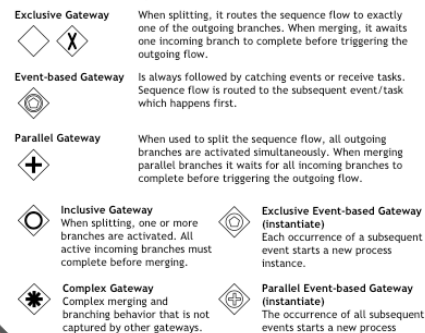 Exclusive Gateway
When splitting, it routes the sequence flow to exactly
one of the outgoing branches. When merging, it awaits
one incoming branch to complete before triggering the
outgoing flow.
Event-based Gateway
Is always followed by catching events or receive tasks.
Sequence flow is routed to the subsequent event/task
which happens first.
Parallel Gateway
When used to split the sequence flow, all outgoing
branches are activated simultaneously. When merging
parallel branches it waits for all incoming branches to
complete before triggering the outgoing flow.
Inclusive Gateway
When splitting, one or more
branches are activated. All
active incoming branches must
complete before merging.
Exclusive Event-based Gateway
(instantiate)
Each occurrence of a subsequent
event starts a new process
instance.
Complex Gateway
Complex merging and
branching behavior that is not
captured by other gateways.
Parallel Event-based Gateway
(instantiate)
The occurrence of all subsequent
events starts a new process